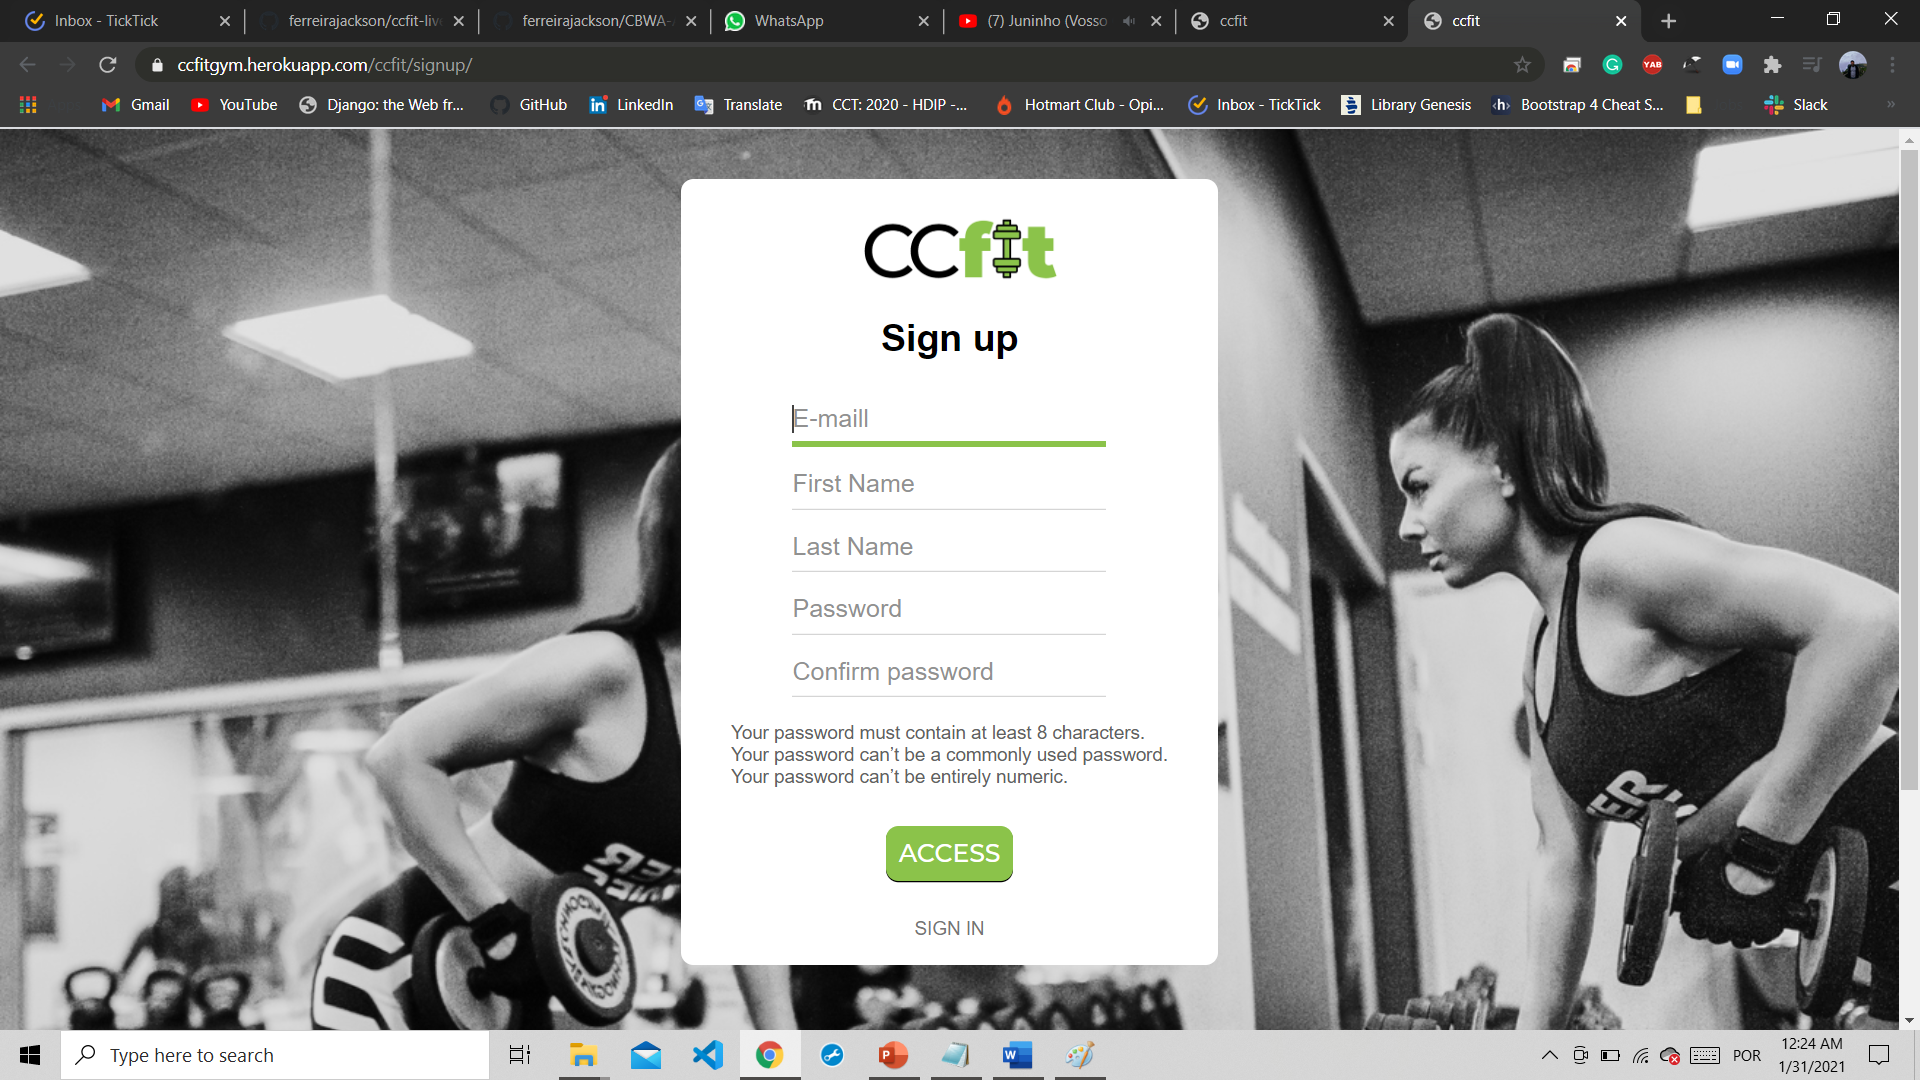 Inbox - TickTick
ferreirajackson/ccfit-liv
ferreirajackson/CBWA-
WhatsApp
(7) Juninho (Vosso
ccfit
ccfit
ccfitgym.herokuapp.com/ccfit/signup/
YAB
Gmail
YouTube
Django: the Web fr...
GitHub
LinkedIn
Translate
CCT: 2020 - HDIP -...
Hotmart Club - Opi...
Inbox - TickTick
Library Genesis
Bootstrap 4 Cheat S...
Slack
CCfit
Sign up
E-maill
First Name
Last Name
Password
Confirm password
Your password must contain at least 8 characters.
Your password can’t be a commonly used password.
Your password can’t be entirely numeric.
ACCESS
SIGN IN
Type here to search
POR
12:24 AM
1/31/2021